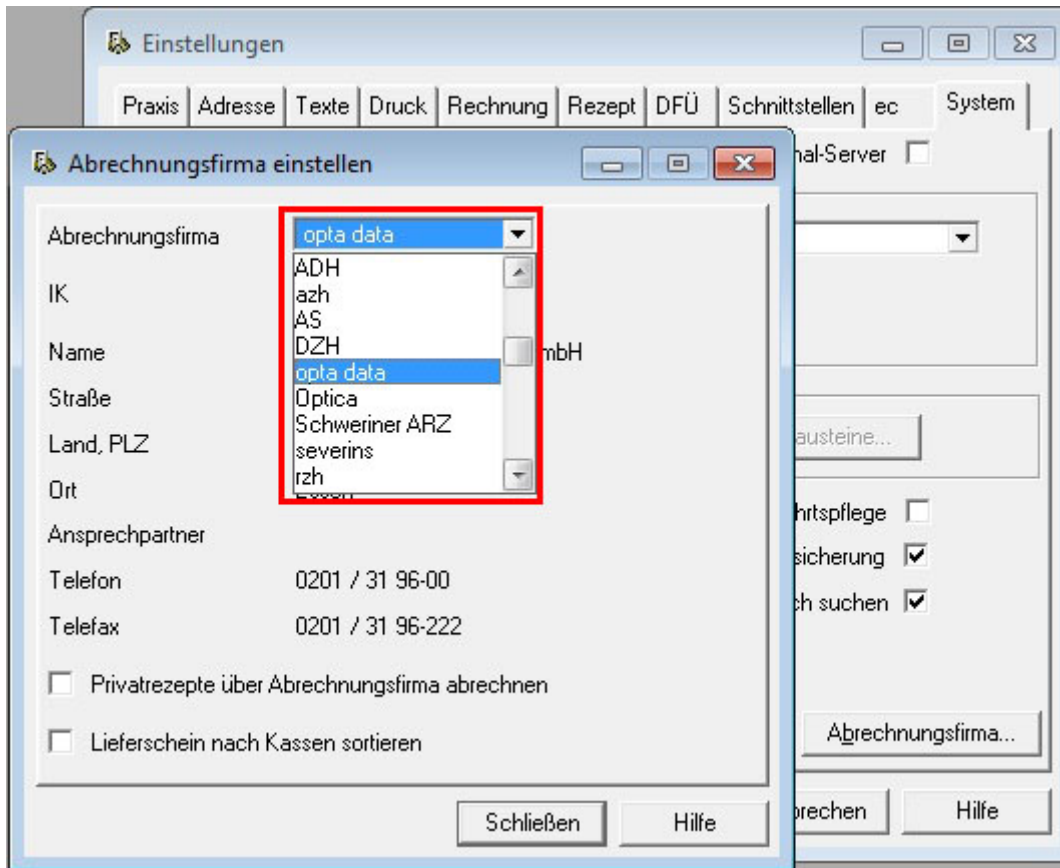 Einstellungen
Praxis Adresse Texte Druck Rechnung Rezept DFÜ Schnittstellen ec System
Abrechnungsfirma einstellen
Abrechnungsfirma opta data
ADH
IK azh
AS
Name DZH
opta data
Straße Optica
Schweriner ARZ
Land, PLZ severins
Ort rzh
Ansprechpartner
Telefon 0201 / 31 96-00
Telefax 0201 / 31 96-222
Privatrezepte über Abrechnungsfirma abrechnen
Lieferschein nach Kassen sortieren
Schließen Hilfe
nal-Server
mbH
austeine...
hrtspflege
sicherung
ch suchen
Abrechnungsfirma...
brechen Hilfe